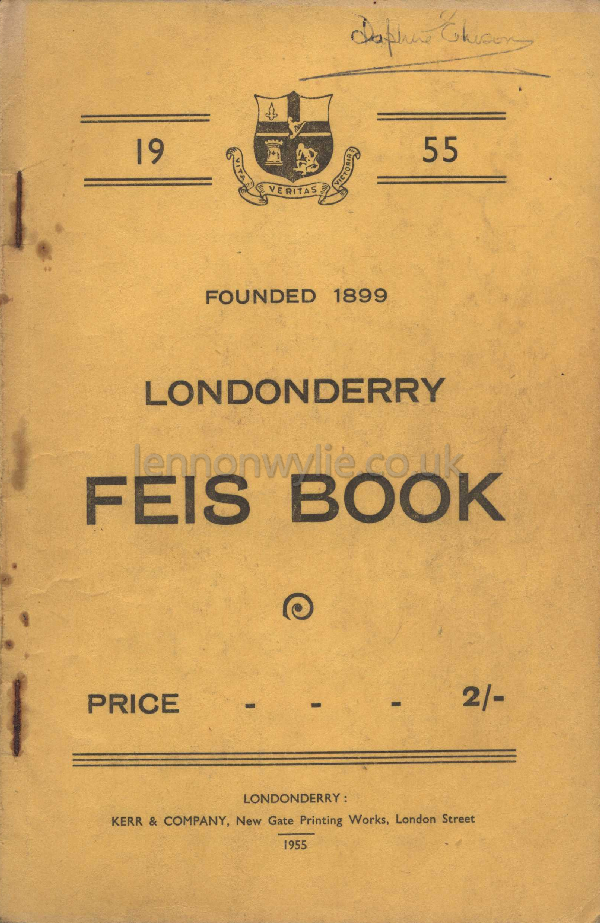 Daphne
19
55
VITA VERITAS VICTORIA
FOUNDED 1899
LONDONDERRY
lennonwylie.co.uk
FEIS BOOK
PRICE - - - 2/-
LONDONDERRY :
KERR & COMPANY, New Gate Printing Works, London Street
1955